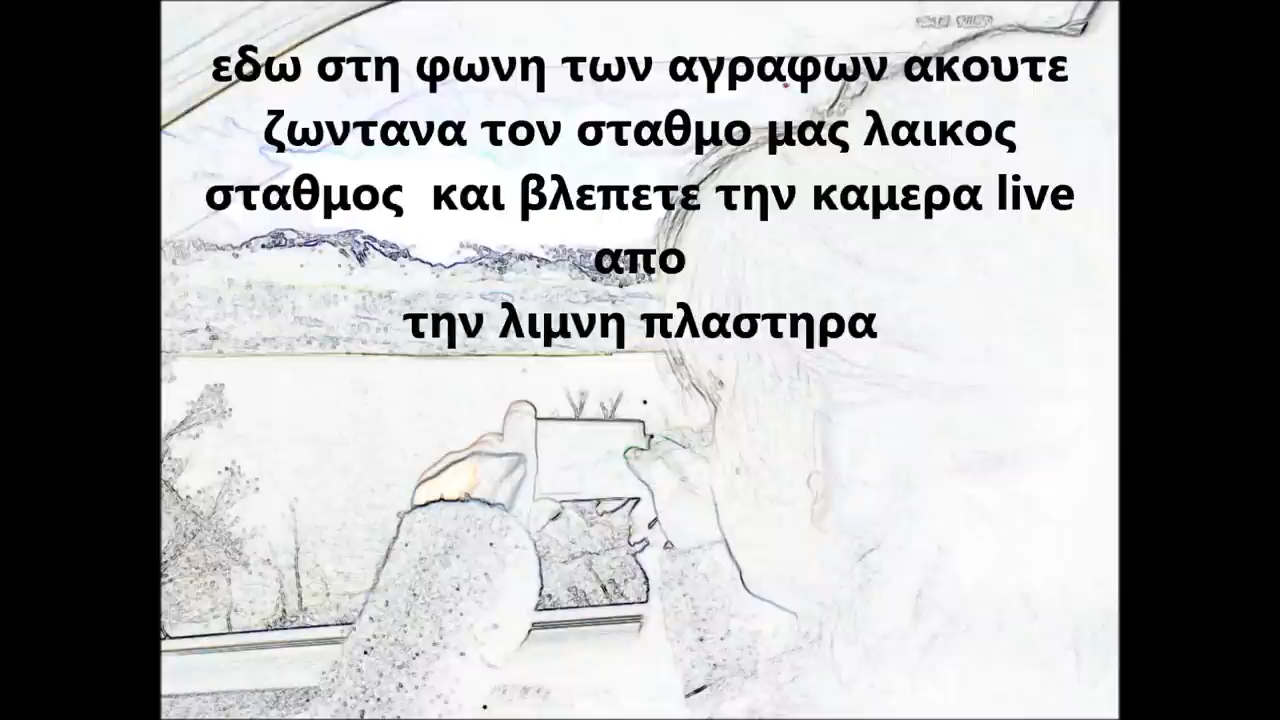 εδω στη φωνη των αγραφων ακουτε
ζωντανα τον σταθμο μας λαικος
σταθμος  και βλεπετε την καμερα live
απο
την λιμνη πλαστηρα